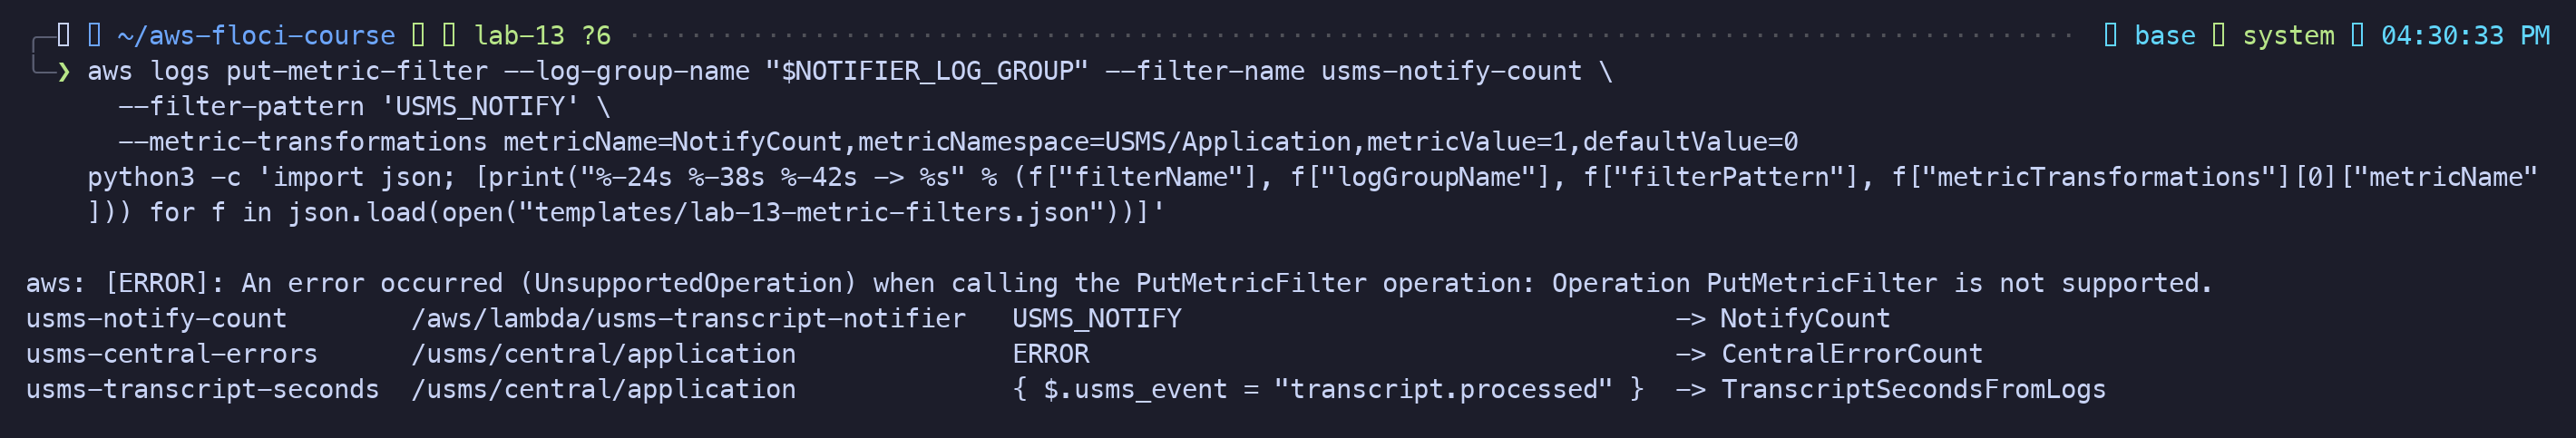 ~/aws-floci-course lab-13 ?6 base system 04:30:33 PM
❯ aws logs put-metric-filter --log-group-name "$NOTIFIER_LOG_GROUP" --filter-name usms-notify-count \
--filter-pattern 'USMS_NOTIFY' \
--metric-transformations metricName=NotifyCount,metricNamespace=USMS/Application,metricValue=1,defaultValue=0
python3 -c 'import json; [print("%-24s %-38s %-42s -> %s" % (f["filterName"], f["logGroupName"], f["filterPattern"], f["metricTransformations"][0]["metricName"
])) for f in json.load(open("templates/lab-13-metric-filters.json"))]'
aws: [ERROR]: An error occurred (UnsupportedOperation) when calling the PutMetricFilter operation: Operation PutMetricFilter is not supported.
usms-notify-count /aws/lambda/usms-transcript-notifier USMS_NOTIFY -> NotifyCount
usms-central-errors /usms/central/application ERROR -> CentralErrorCount
usms-transcript-seconds /usms/central/application { $.usms_event = "transcript.processed" } -> TranscriptSecondsFromLogs